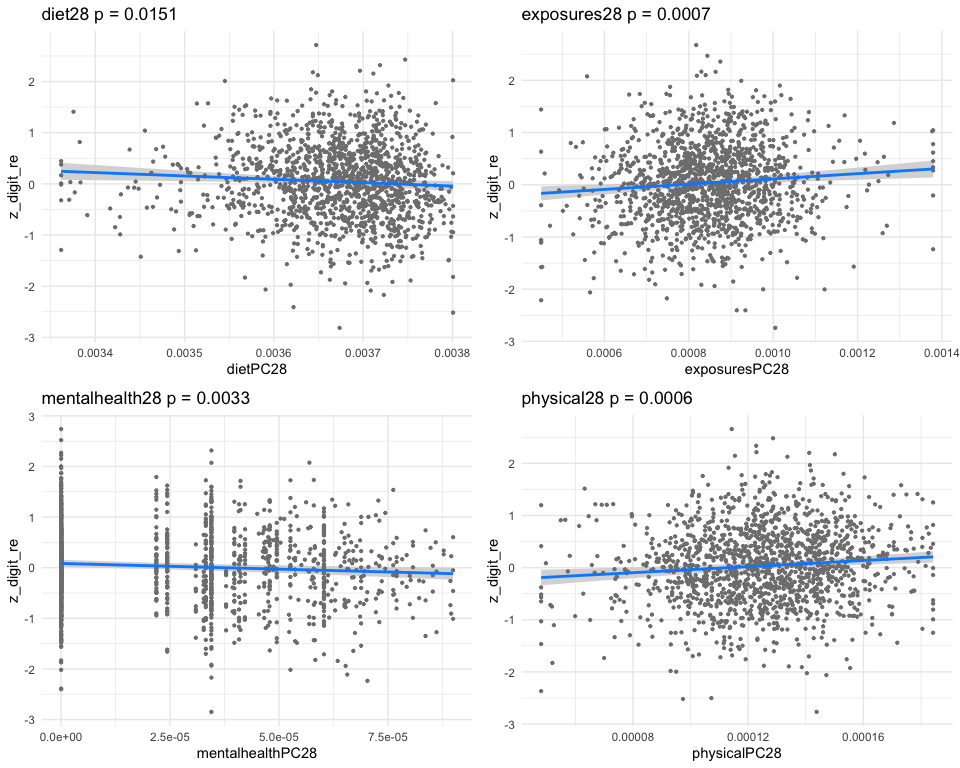 diet28 p = 0.0151
z_digit_re
2
1
0
-1
-2
-3
0.0034 0.0035 0.0036 0.0037 0.0038
dietPC28
exposures28 p = 0.0007
z_digit_re
2
1
0
-1
-2
-3
0.0006 0.0008 0.0010 0.0012 0.0014
exposuresPC28
mentalhealth28 p = 0.0033
z_digit_re
3
2
1
0
-1
-2
-3
0.0e+00 2.5e-05 5.0e-05 7.5e-05
mentalhealthPC28
physical28 p = 0.0006
z_digit_re
2
1
0
-1
-2
-3
0.00008 0.00012 0.00016
physicalPC28